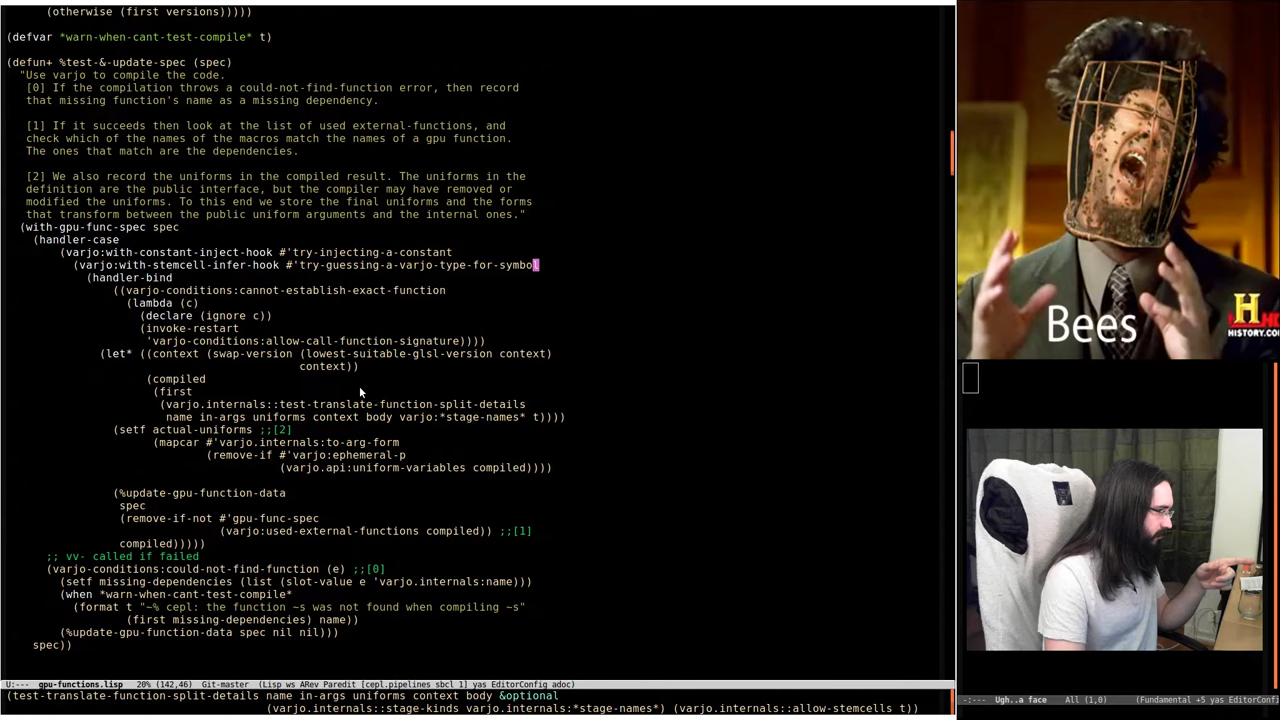 (otherwise (first versions)))))
(defvar *warn-when-cant-test-compile* t)
(defun+ %test-&-update-spec (spec)
"Use varjo to compile the code.
[0] If the compilation throws a could-not-find-function error, then record
that missing function's name as a missing dependency.
[1] If it succeeds then look at the list of used external-functions, and
check which of the names of the macros match the names of a gpu function.
The ones that match are the dependencies.
[2] We also record the uniforms in the compiled result. The uniforms in the
definition are the public interface, but the compiler may have removed or
modified the uniforms. To this end we store the final uniforms and the forms
that transform between the public uniform arguments and the internal ones."
(with-gpu-func-spec spec
(handler-case
(varjo:with-constant-inject-hook #'try-injecting-a-constant
(varjo:with-stemcell-infer-hook #'try-guessing-a-varjo-type-for-symbol
(handler-bind
((varjo-conditions:cannot-establish-exact-function
(lambda (c)
(declare (ignore c))
(invoke-restart
'varjo-conditions:allow-call-function-signature))))
(let* ((context (swap-version (lowest-suitable-glsl-version context)
context))
(compiled
(first
(varjo.internals::test-translate-function-split-details
name in-args uniforms context body varjo:*stage-names* t))))
(setf actual-uniforms ;;[2]
(mapcar #'varjo.internals:to-arg-form
(remove-if #'varjo:ephemeral-p
(varjo.api:uniform-variables compiled))))
(%update-gpu-function-data
spec
(remove-if-not #'gpu-func-spec
(varjo:used-external-functions compiled)) ;;[1]
compiled)))))
;; vv- called if failed
(varjo-conditions:could-not-find-function (e) ;;[0]
(setf missing-dependencies (list (slot-value e 'varjo.internals:name)))
(when *warn-when-cant-test-compile*
(format t "~% cepl: the function ~s was not found when compiling ~s"
(first missing-dependencies) name))
(%update-gpu-function-data spec nil nil)))
spec))
U:--- gpu-functions.lisp 20% (142,46) Git-master (Lisp ws ARev Paredit [cepl.pipelines sbcl 1] yas EditorConfig adoc)
(test-translate-function-split-details name in-args uniforms context body &optional
(varjo.internals::stage-kinds varjo.internals:*stage-names*) (varjo.internals::allow-stemcells t))
Bees
H
HISTORY.CO
-:--- Ugh..a face All (1,0) (Fundamental +5 yas EditorConfi